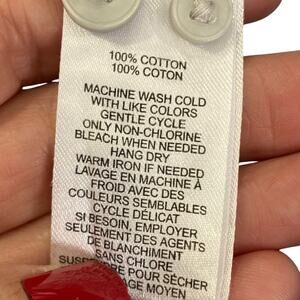 100% COTTON
100% COTON
MACHINE WASH COLD
WITH LIKE COLORS
GENTLE CYCLE
ONLY NON-CHLORINE
BLEACH WHEN NEEDED
HANG DRY
WARM IRON IF NEEDED
LAVAGE EN MACHINE À
FROID AVEC DES
COULEURS SEMBLABLES
CYCLE DÉLICAT
SI BESOIN, EMPLOYER
SEULEMENT DES AGENTS
DE BLANCHIMENT
SANS CHLORE
SUSPENDRE POUR SÉCHER
MOYEN